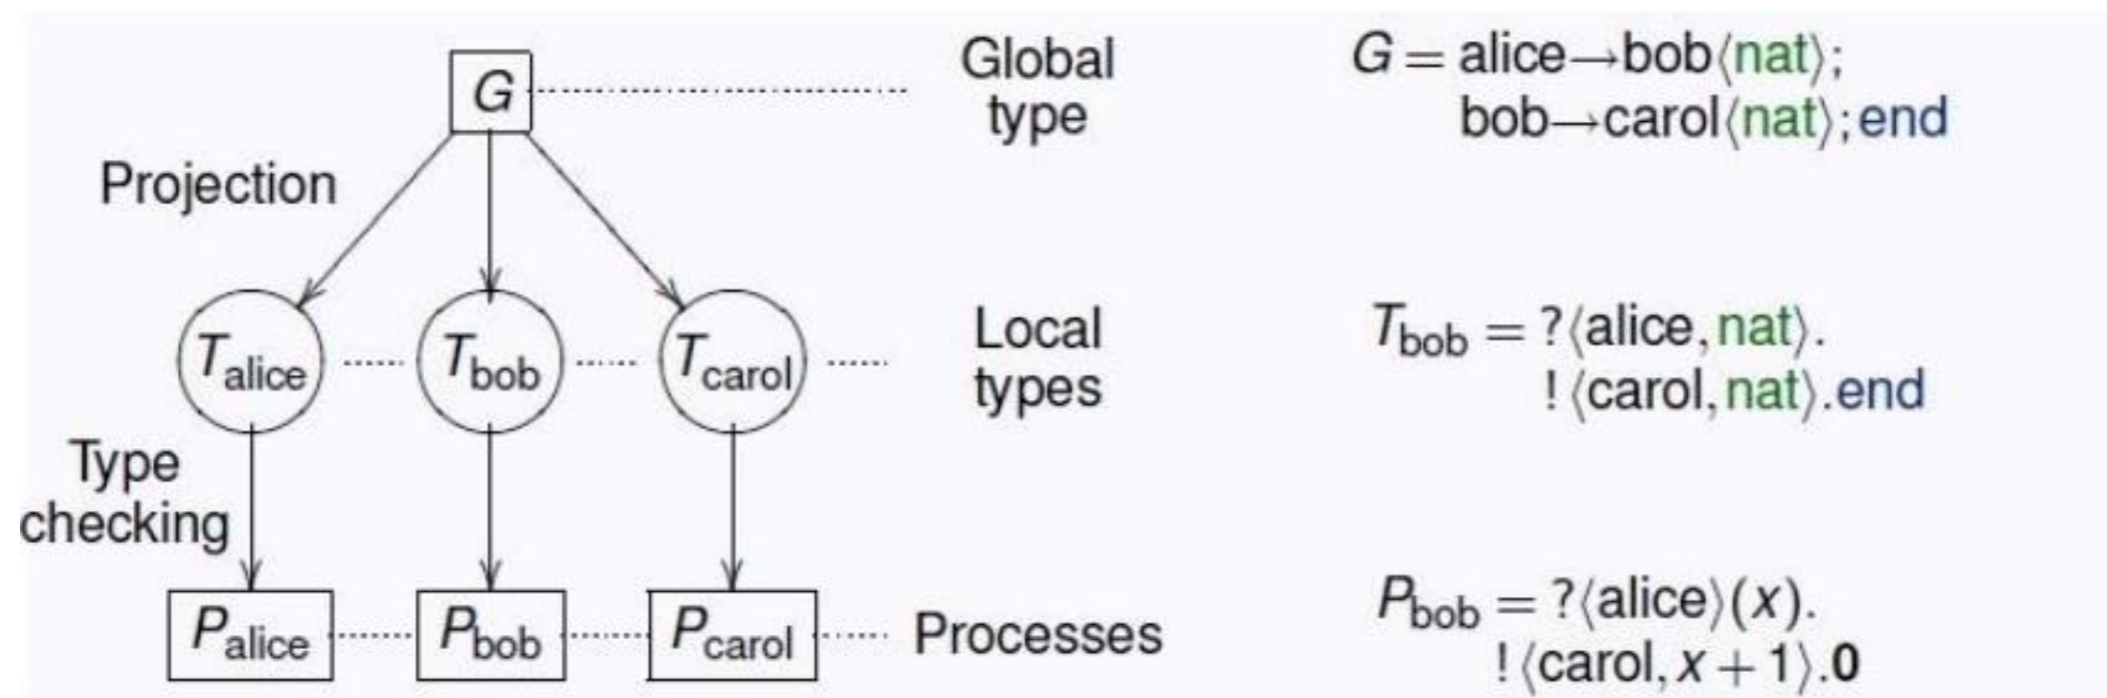 G
Global
type
G = alice→bob⟨nat⟩;
bob→carol⟨nat⟩;end
Projection
T_alice
T_bob
T_carol
Local
types
T_bob = ?⟨alice,nat⟩.
!⟨carol,nat⟩.end
Type
checking
P_alice
P_bob
P_carol
Processes
P_bob = ?⟨alice⟩(x).
!⟨carol, x + 1⟩.0